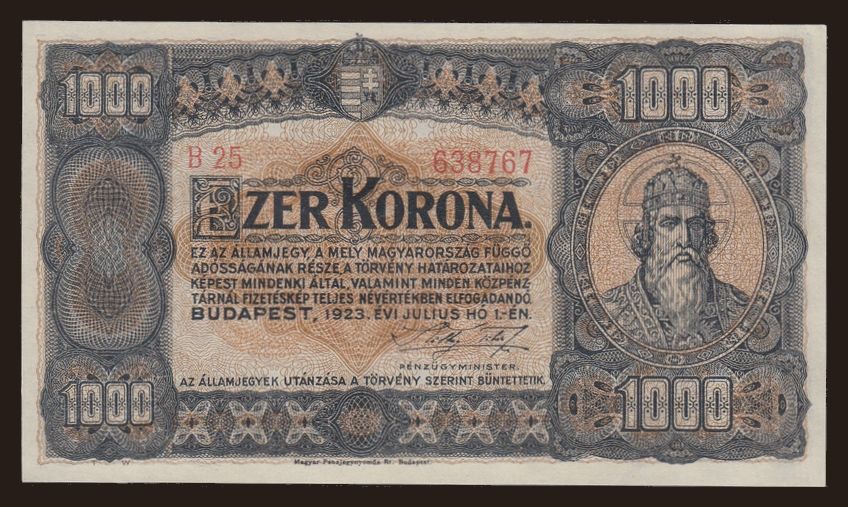 1000 1000
B 25 638767
EZER KORONA.
EZ AZ ÁLLAMJEGY, A MELY MAGYARORSZÁG FÜGGŐ
ADÓSSÁGÁNAK RÉSZE, A TÖRVÉNY HATÁROZATAIHOZ
KÉPEST MINDENKI ÁLTAL, VALAMINT MINDEN KÖZPÉNZ-
TÁRNÁL FIZETÉSKÉP TELJES NÉVÉRTÉKBEN ELFOGADANDÓ.
BUDAPEST, 1923. ÉVI JULIUS HÓ 1.-ÉN.
PÉNZÜGYMINISTER.
AZ ÁLLAMJEGYEK UTÁNZÁSA A TÖRVÉNY SZERINT BÜNTETTETIK.
1000 1000
Magyar Pénzjegynyomda Rt. Budapest.